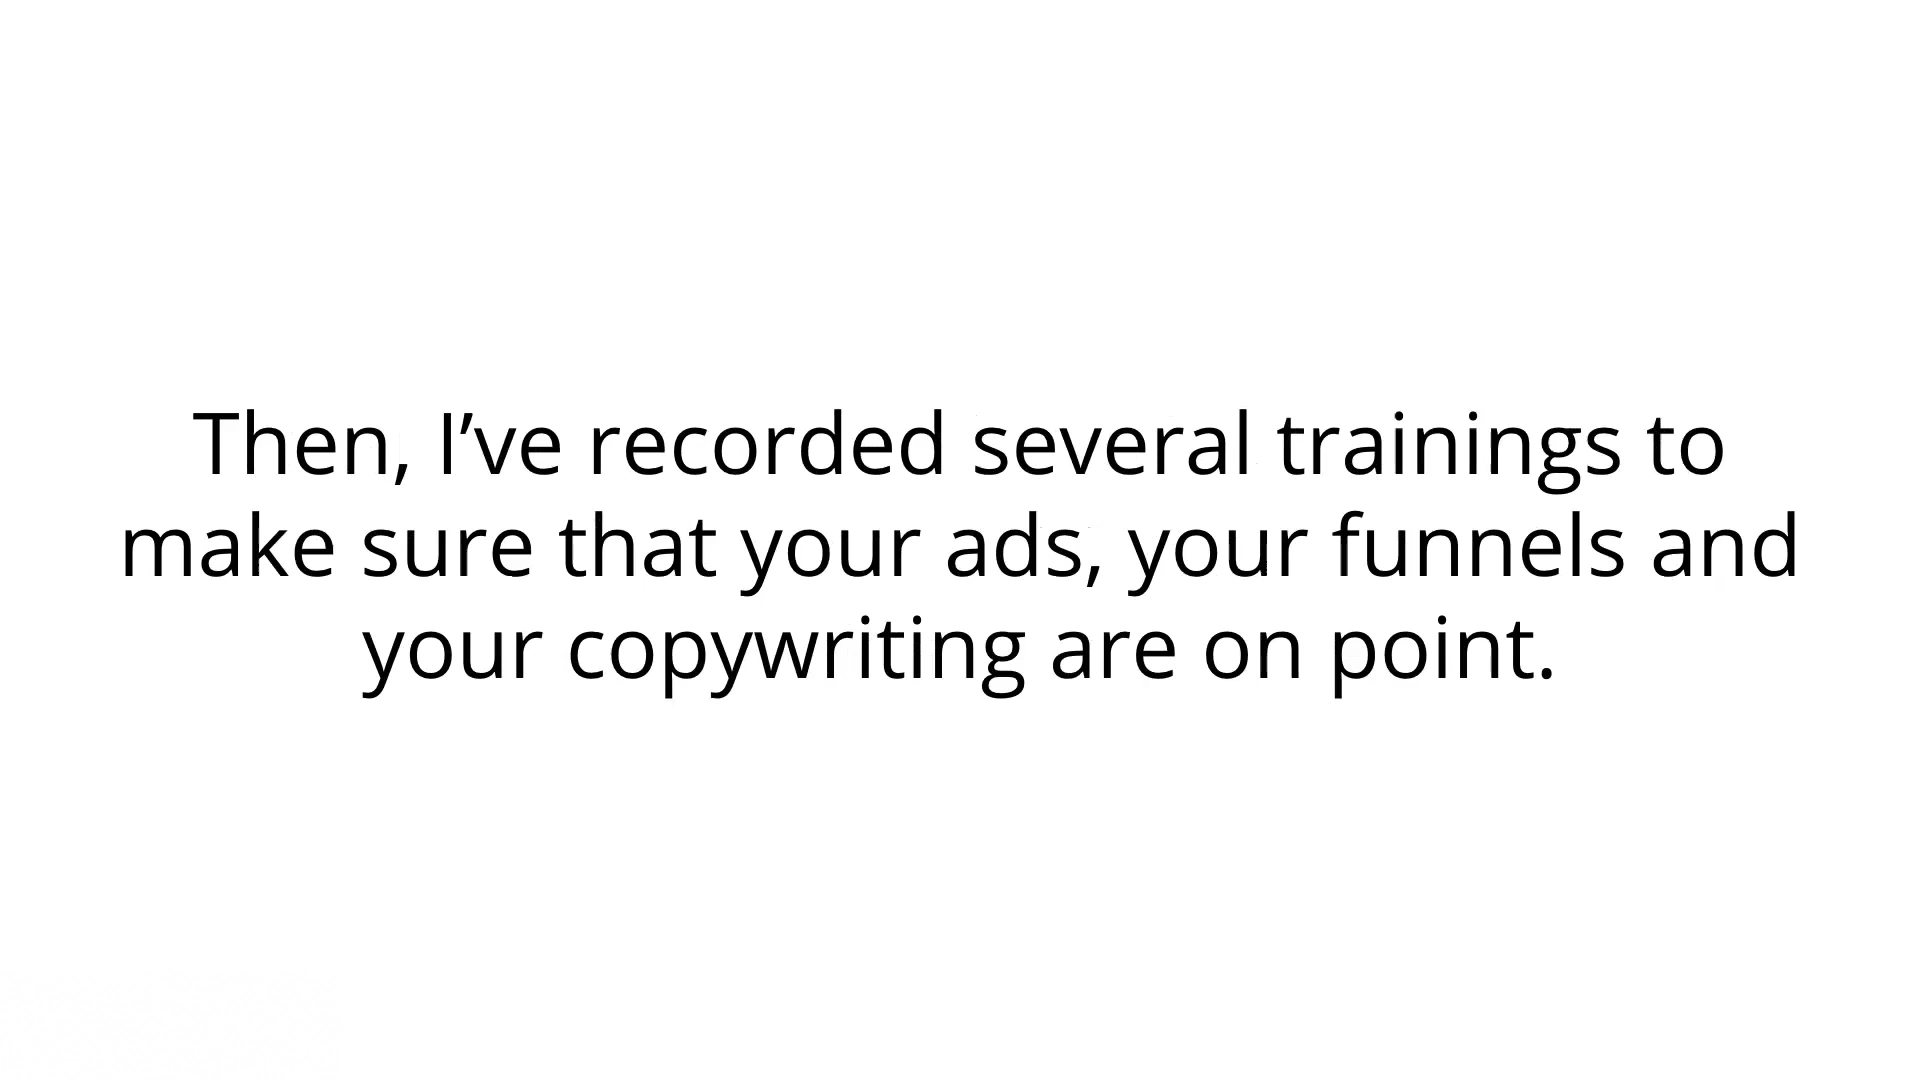 Then, I’ve recorded several trainings to
make sure that your ads, your funnels and
your copywriting are on point.